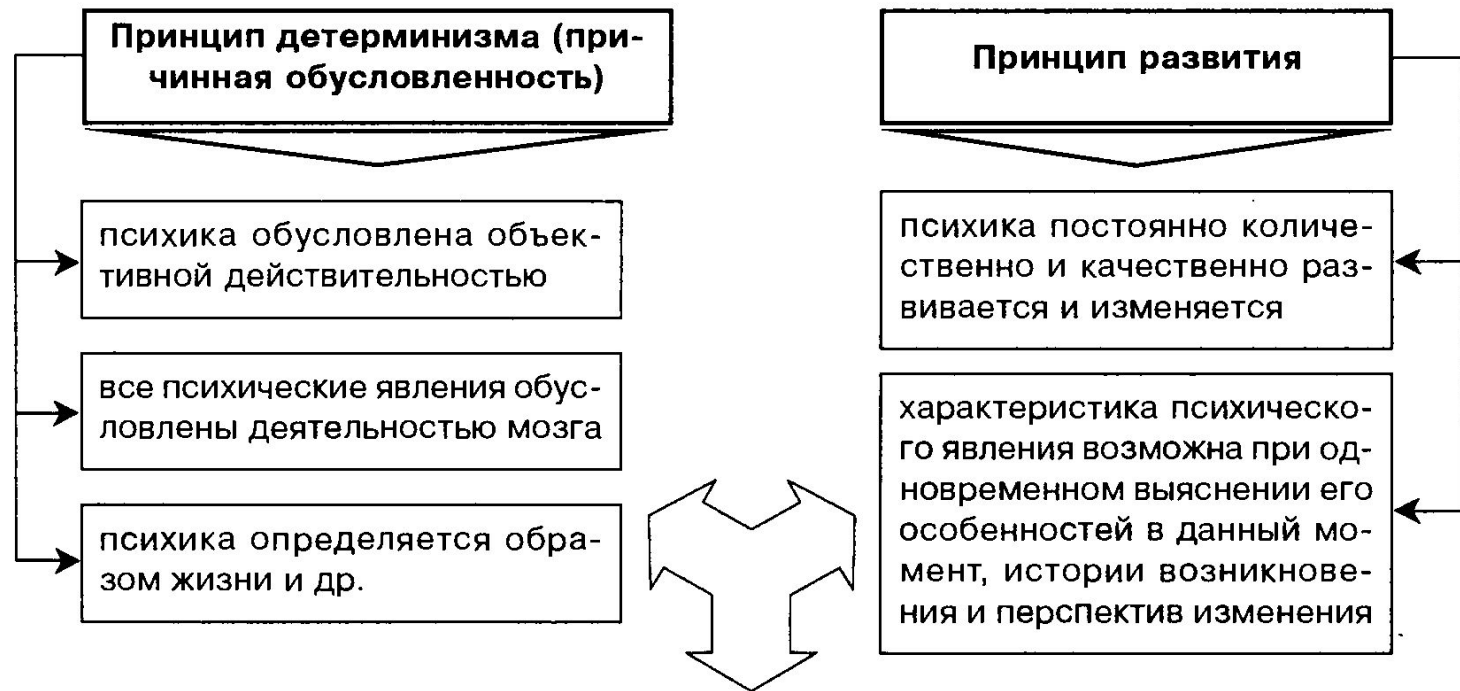 Принцип детерминизма (при-
чинная обусловленность)
психика обусловлена объек-
тивной действительностью
все психические явления обус-
ловлены деятельностью мозга
психика определяется обра-
зом жизни и др.
Принцип развития
психика постоянно количе-
ственно и качественно раз-
вивается и изменяется
характеристика психическо-
го явления возможна при од-
новременном выяснении его
особенностей в данный мо-
мент, истории возникнове-
ния и перспектив изменения